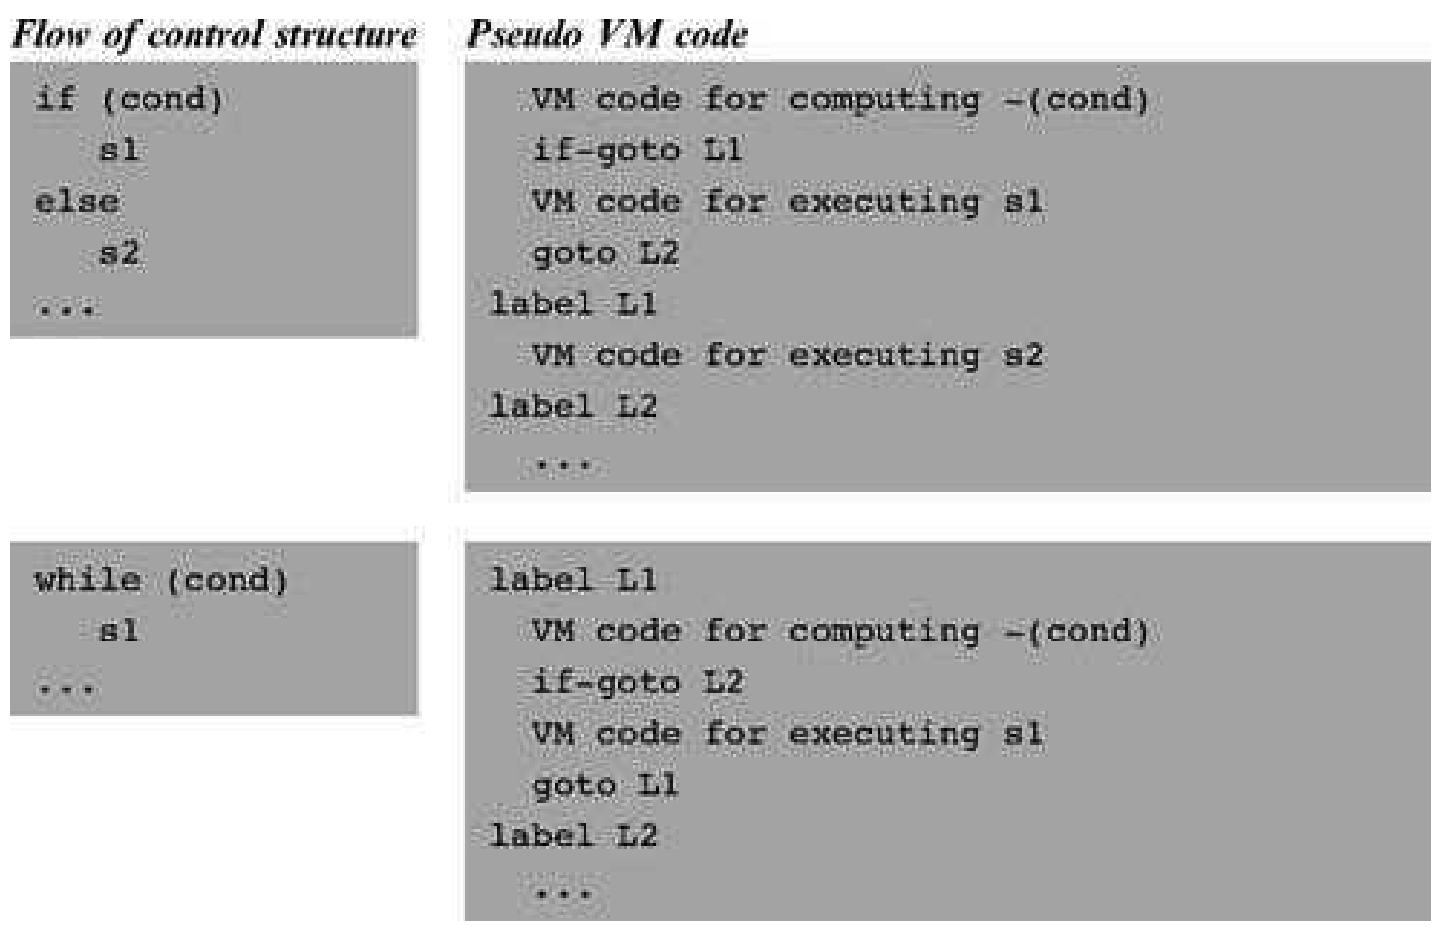 Flow of control structure
Pseudo VM code
if (cond)
s1
else
s2
...
VM code for computing ~(cond)
if-goto L1
VM code for executing s1
goto L2
label L1
VM code for executing s2
label L2
...
while (cond)
s1
...
label L1
VM code for computing ~(cond)
if-goto L2
VM code for executing s1
goto L1
label L2
...